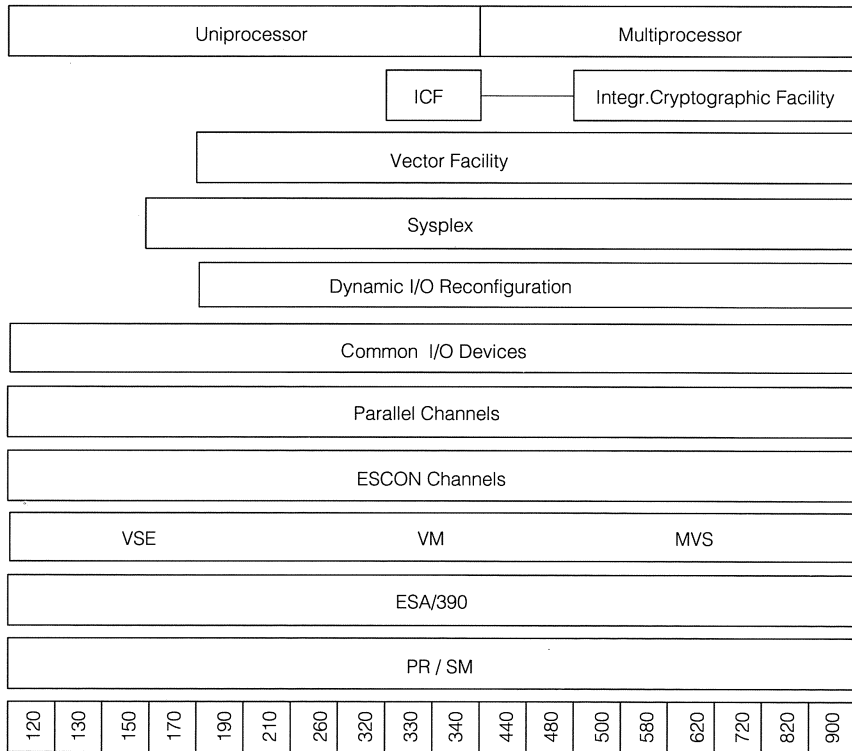 Uniprocessor Multiprocessor
ICF Integr.Cryptographic Facility
Vector Facility
Sysplex
Dynamic I/O Reconfiguration
Common I/O Devices
Parallel Channels
ESCON Channels
VSE VM MVS
ESA/390
PR / SM
120 130 150 170 190 210 260 320 330 340 440 480 500 580 620 720 820 900